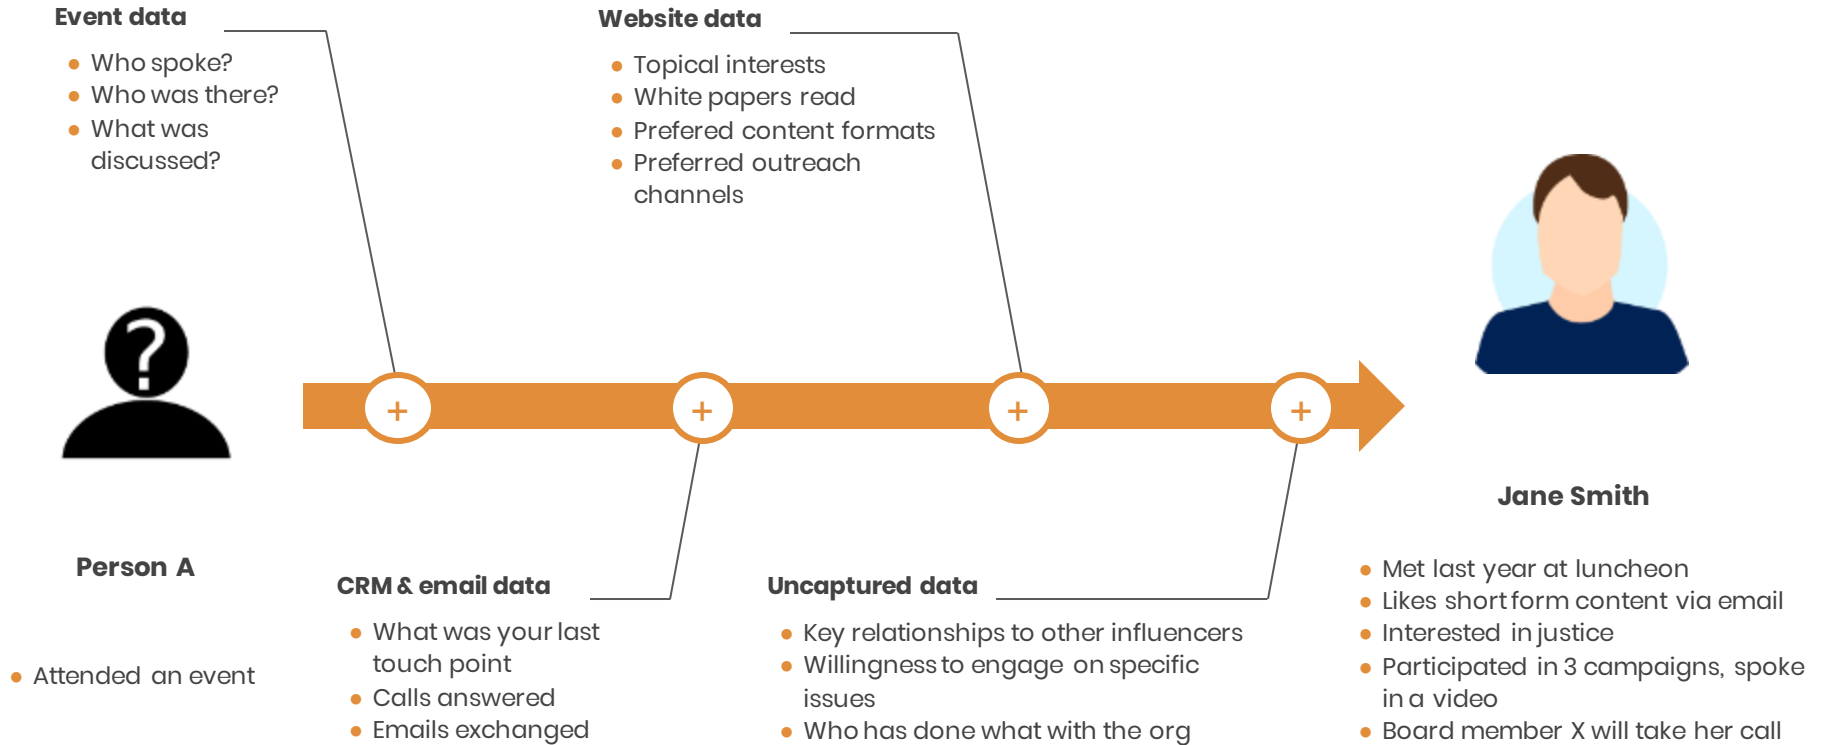 Event data
Who spoke?
Who was there?
What was
discussed?
Website data
Topical interests
White papers read
Prefered content formats
Preferred outreach
channels
?
+
+
+
+
Person A
Attended an event
CRM & email data
What was your last
touch point
Calls answered
Emails exchanged
Uncaptured data
Key relationships to other influencers
Willingness to engage on specific
issues
Who has done what with the org
Jane Smith
Met last year at luncheon
Likes short form content via email
Interested in justice
Participated in 3 campaigns, spoke
in a video
Board member X will take her call